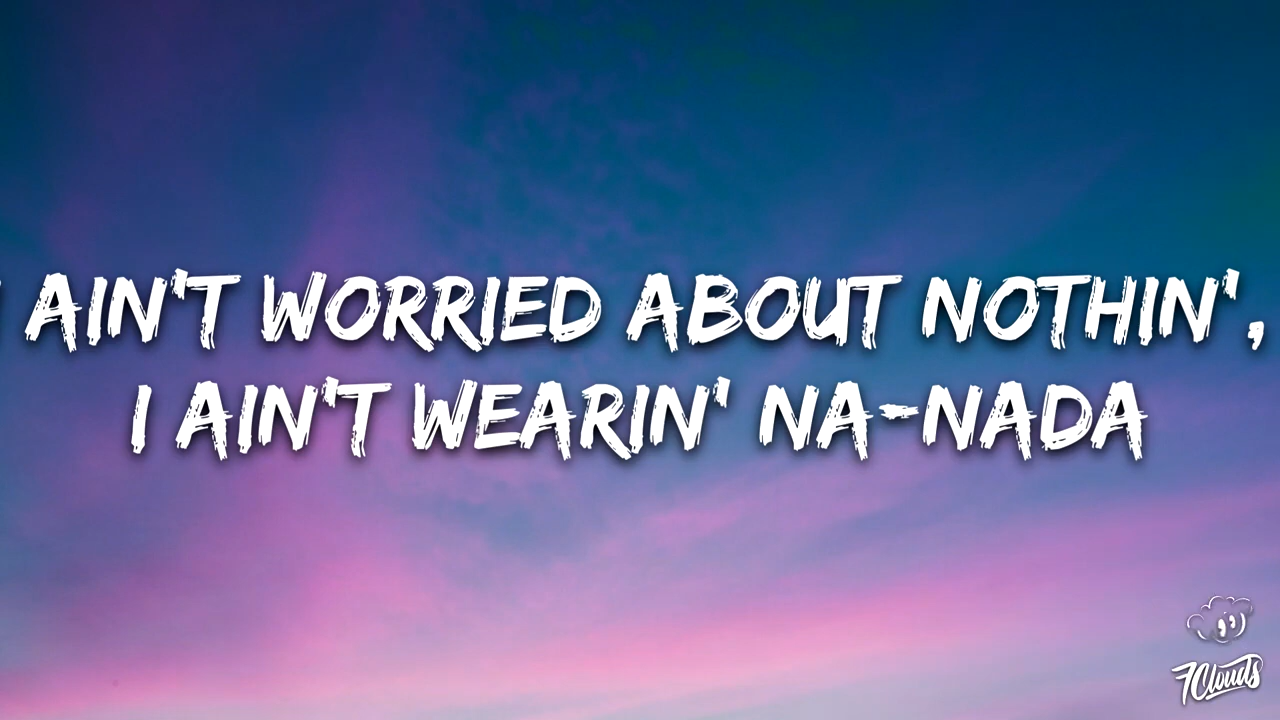 AIN'T WORRIED ABOUT NOTHIN',
I AIN'T WEARIN' NA-NADA
7Clouds